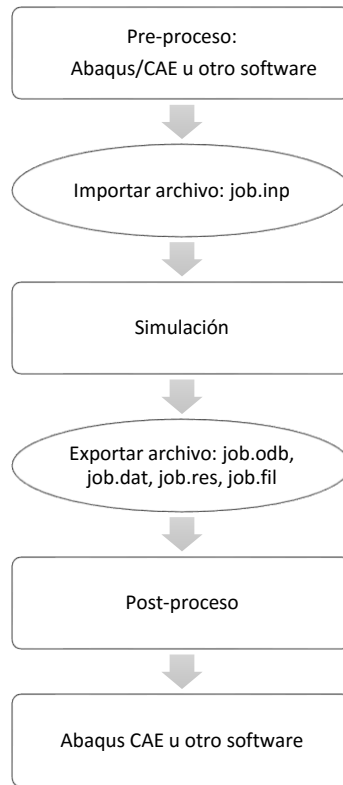 Pre-proceso:
Abaqus/CAE u otro software
Importar archivo: job.inp
Simulación
Exportar archivo: job.odb,
job.dat, job.res, job.fil
Post-proceso
Abaqus CAE u otro software